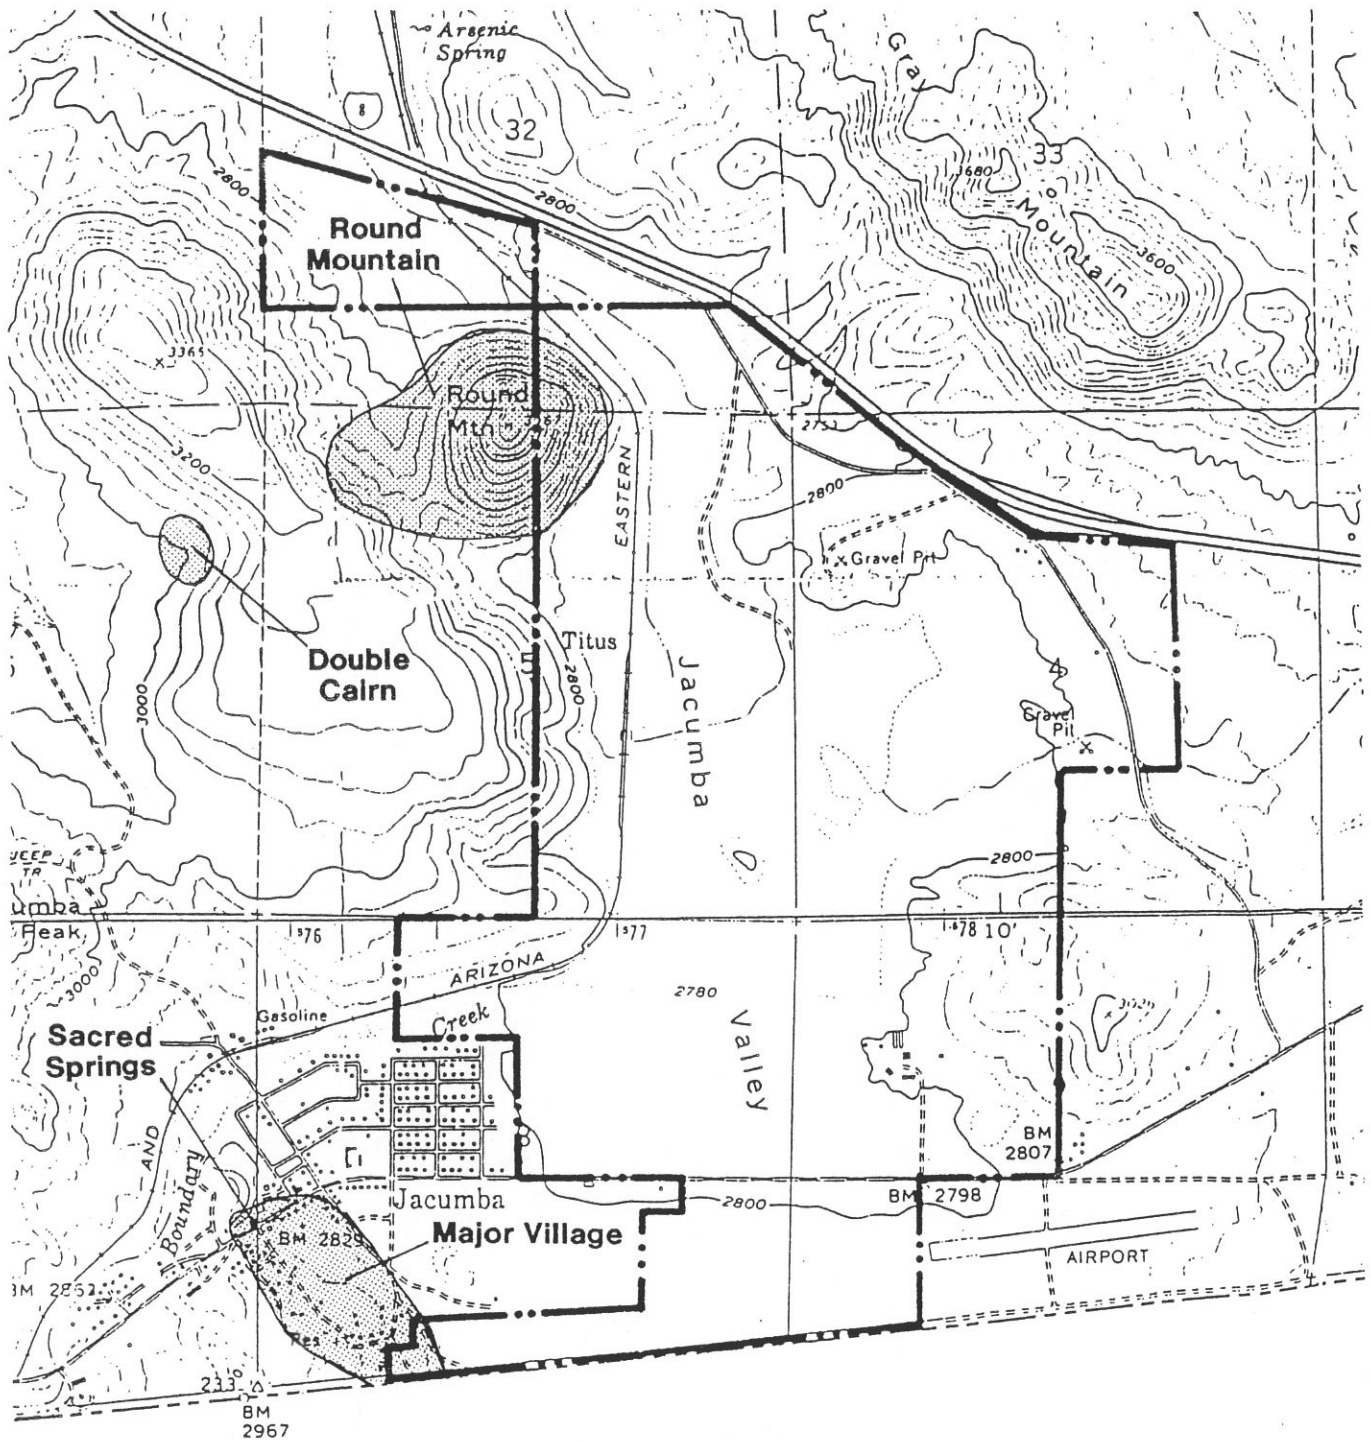 Arsenic
Spring
Gray
8
32
33
3680
Mountain
3600
2800
2800
Round
Mountain
3365
Round
Mtn
3200
2800
EASTERN
Gravel Pit
Titus
5
2800
4
Double
Cairn
3000
Jacumba
Gravel
Pit
2800
JEEP
TR
umba
Peak
576
577
578 10'
3000
ARIZONA
2780
Gasoline
Creek
Valley
Sacred
Springs
AND
BM
2807
Boundary
Jacumba
2800
BM 2798
BM 2829
Major Village
AIRPORT
Res
233
BM
2967